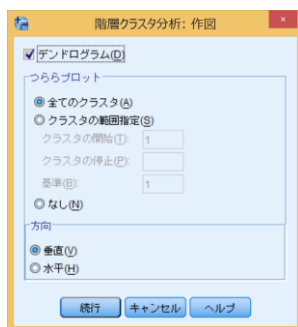 階層クラスタ分析: 作図
デンドログラム(D)
つららプロット
全てのクラスタ(A)
クラスタの範囲指定(S)
クラスタの開始(T): 1
クラスタの停止(P):
基準(B): 1
なし(N)
方向
垂直(V)
水平(H)
続行 キャンセル ヘルプ